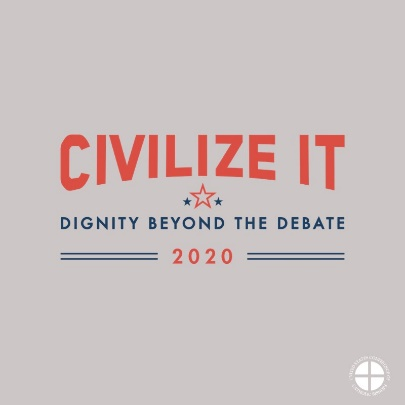 CIVILIZE IT
DIGNITY BEYOND THE DEBATE
2020